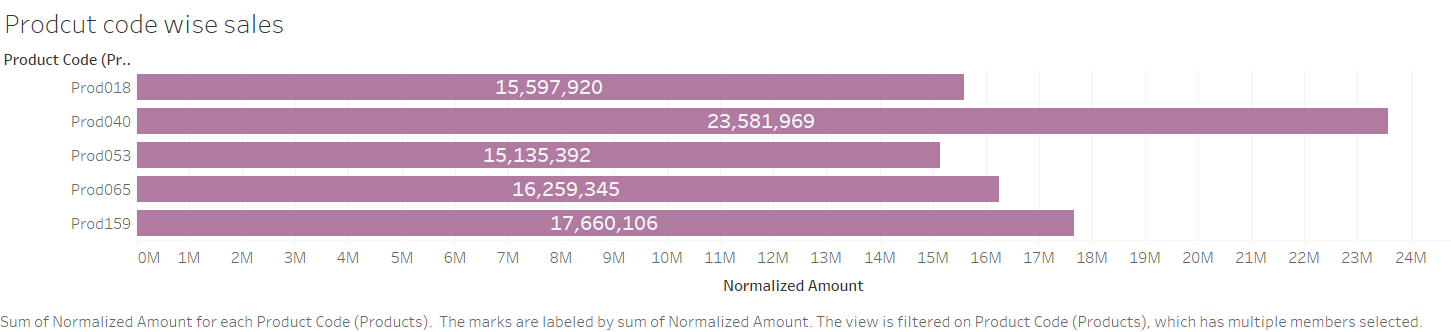 Prodcut code wise sales
Product Code (Pr..
Prod018 15,597,920
Prod040 23,581,969
Prod053 15,135,392
Prod065 16,259,345
Prod159 17,660,106
0M 1M 2M 3M 4M 5M 6M 7M 8M 9M 10M 11M 12M 13M 14M 15M 16M 17M 18M 19M 20M 21M 22M 23M 24M
Normalized Amount
Sum of Normalized Amount for each Product Code (Products).  The marks are labeled by sum of Normalized Amount. The view is filtered on Product Code (Products), which has multiple members selected.